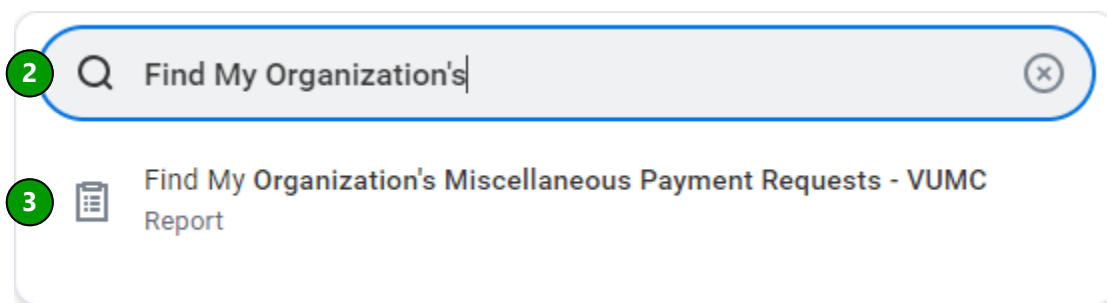 2 Find My Organization's
3 Find My Organization's Miscellaneous Payment Requests - VUMC
Report